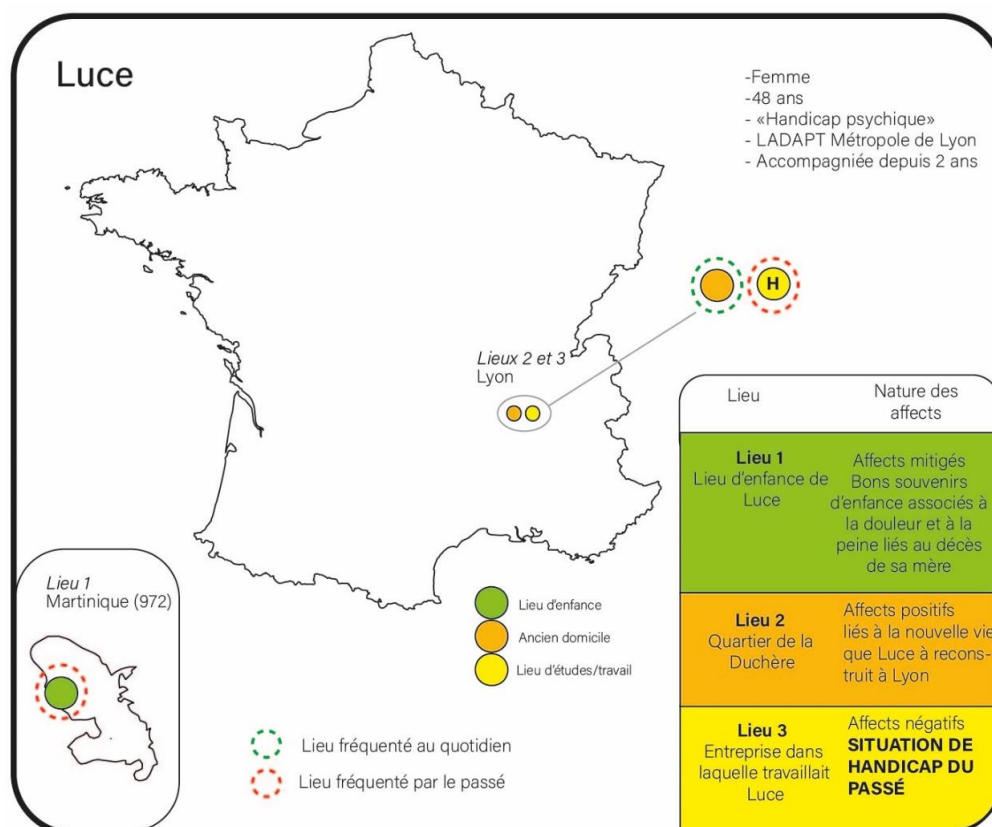 Luce
-Femme
-48 ans
- «Handicap psychique»
- LADAPT Métropole de Lyon
- Accompagniée depuis 2 ans
H
Lieux 2 et 3
Lyon
Lieu
Nature des
affects
Lieu 1
Lieu d'enfance de
Luce
Affects mitigés
Bons souvenirs
d'enfance associés à
la douleur et à la
peine liés au décès
de sa mère
Lieu 2
Quartier de la
Duchère
Affects positifs
liés à la nouvelle vie
que Luce à recons-
truit à Lyon
Lieu 3
Entreprise dans
laquelle travaillait
Luce
Affects négatifs
SITUATION DE
HANDICAP DU
PASSÉ
Lieu 1
Martinique (972)
Lieu d'enfance
Ancien domicile
Lieu d'études/travail
Lieu fréquenté au quotidien
Lieu fréquenté par le passé